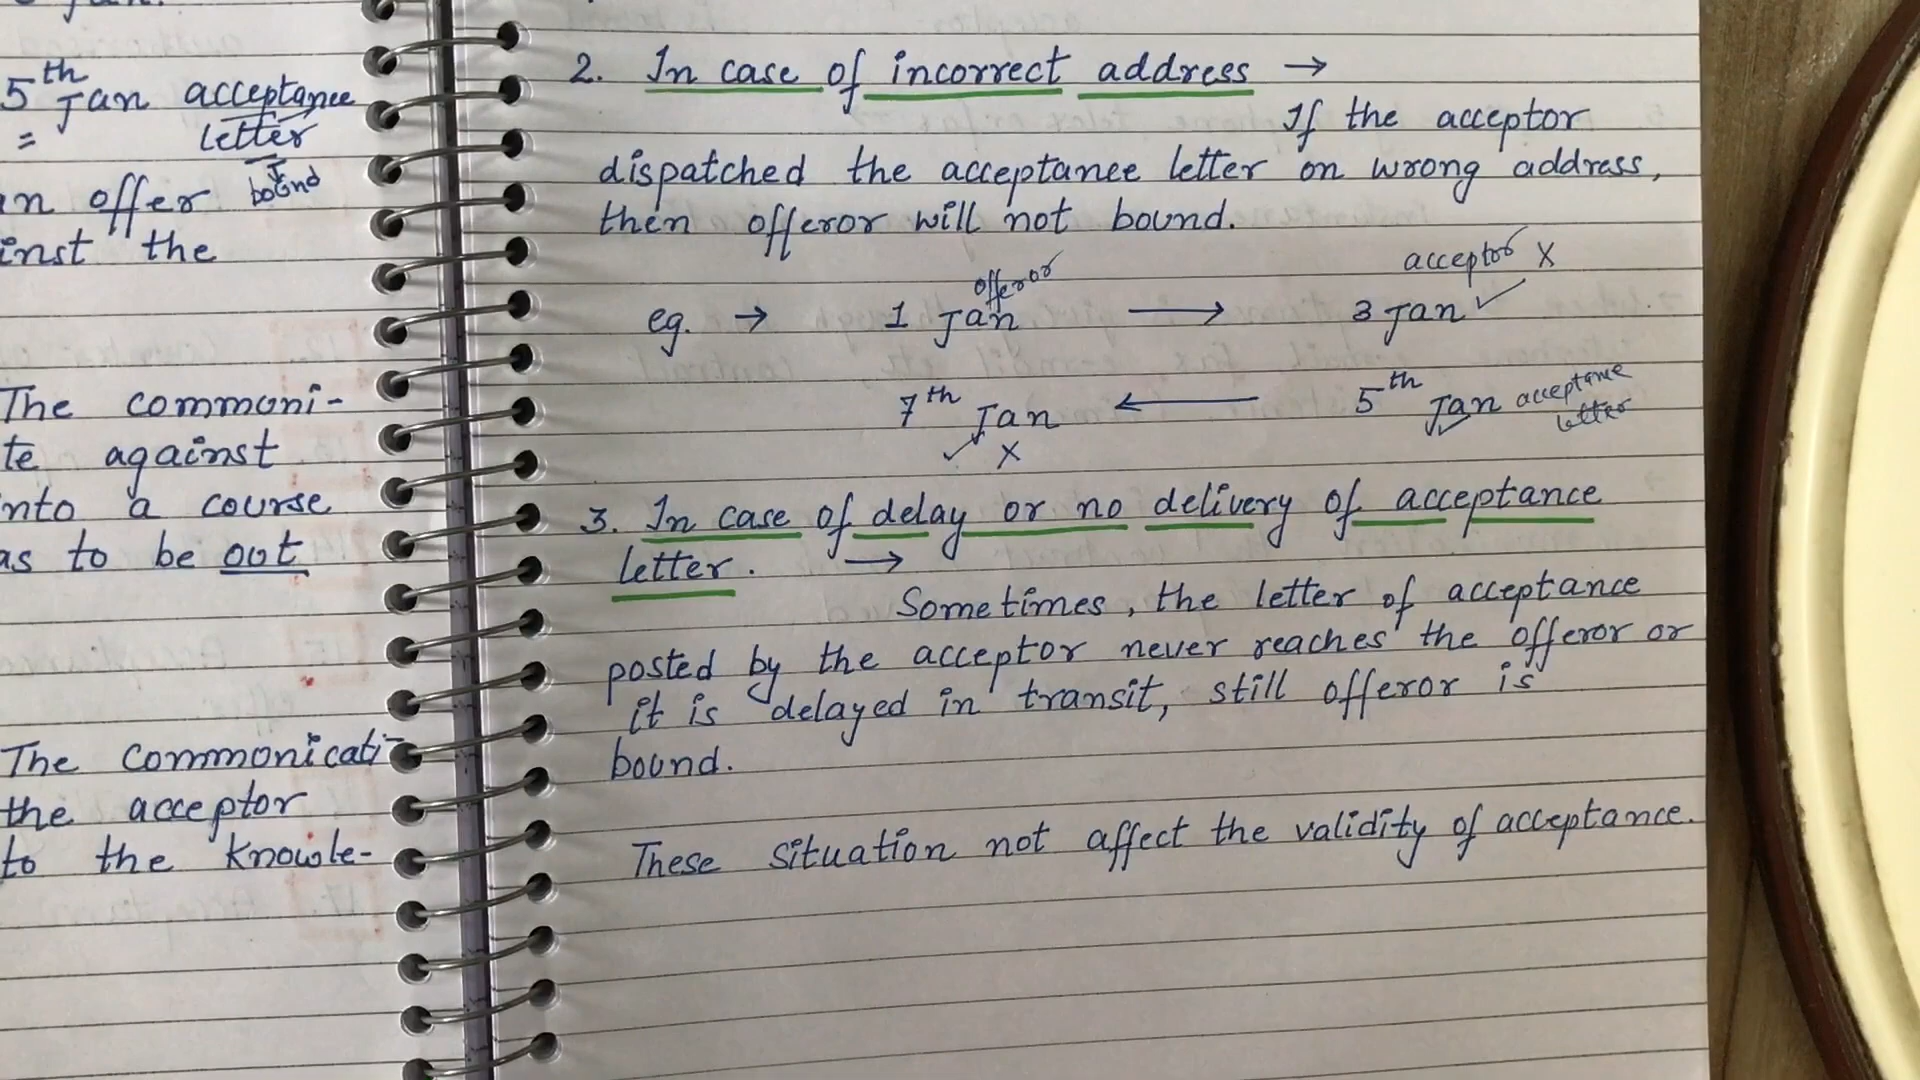 5th Jan acceptance
= letter
bound
an offer
inst the
The commoni-
te against
nto a course
as to be out
The commonicati-
the acceptor
to the knowle-
2. In case of incorrect address →
If the acceptor
dispatched the acceptance letter on wrong address,
then offeror will not bound.
offeror acceptor X
eg. → 1 Jan → 3 Jan ✓
7th Jan ← 5th Jan acceptance letter
✓ X ✓
3. In case of delay or no delivery of acceptance
letter. →
Sometimes, the letter of acceptance
posted by the acceptor never reaches the offeror or
it is delayed in transit, still offeror is
bound.
These situation not affect the validity of acceptance.